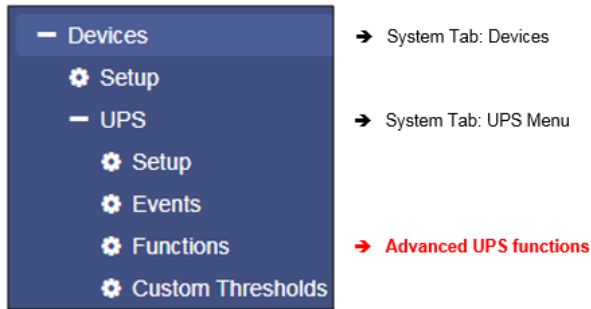 Devices ➔ System Tab: Devices
Setup
UPS ➔ System Tab: UPS Menu
Setup
Events
Functions ➔ Advanced UPS functions
Custom Thresholds